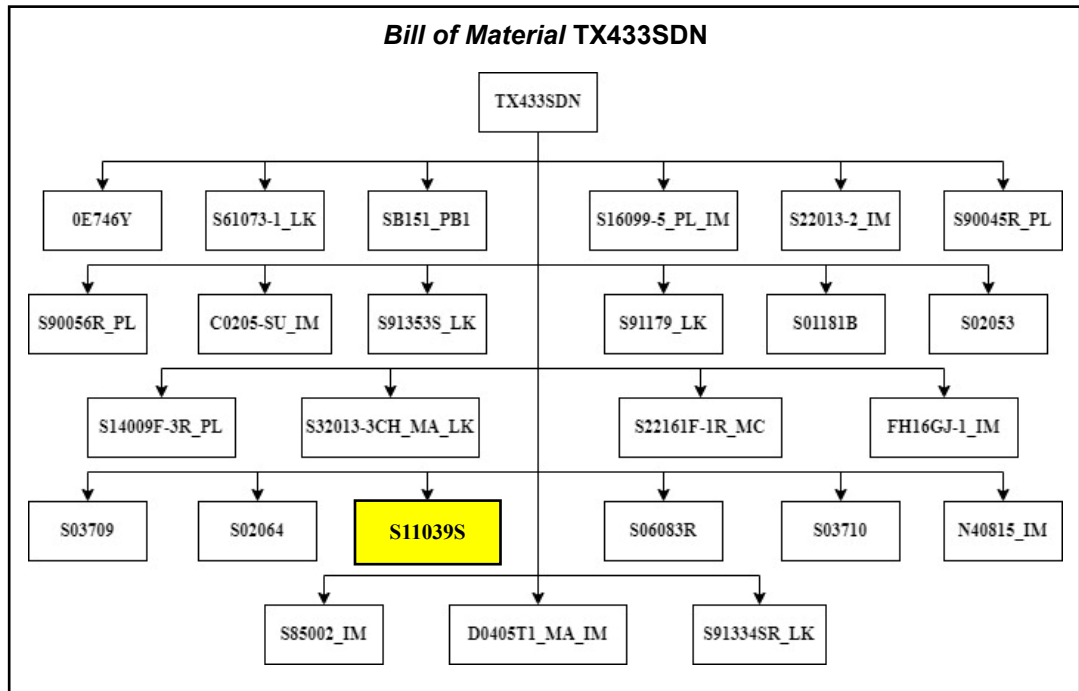 Bill of Material TX433SDN
TX433SDN
0E746Y
S61073-1_LK
SB151_PB1
S16099-5_PL_IM
S22013-2_IM
S90045R_PL
S90056R_PL
C0205-SU_IM
S91353S_LK
S91179_LK
S01181B
S02053
S14009F-3R_PL
S32013-3CH_MA_LK
S22161F-1R_MC
FH16GJ-1_IM
S03709
S02064
S11039S
S06083R
S03710
N40815_IM
S85002_IM
D0405T1_MA_IM
S91334SR_LK